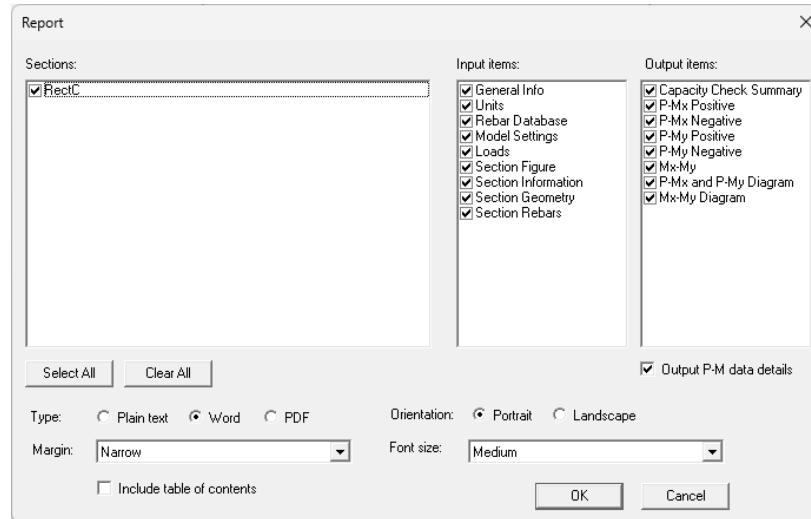 Report
Sections:
RectC
Input items:
General Info
Units
Rebar Database
Model Settings
Loads
Section Figure
Section Information
Section Geometry
Section Rebars
Output items:
Capacity Check Summary
P-Mx Positive
P-Mx Negative
P-My Positive
P-My Negative
Mx-My
P-Mx and P-My Diagram
Mx-My Diagram
Select All
Clear All
Output P-M data details
Type:
Plain text
Word
PDF
Orientation:
Portrait
Landscape
Margin:
Narrow
Font size:
Medium
Include table of contents
OK
Cancel